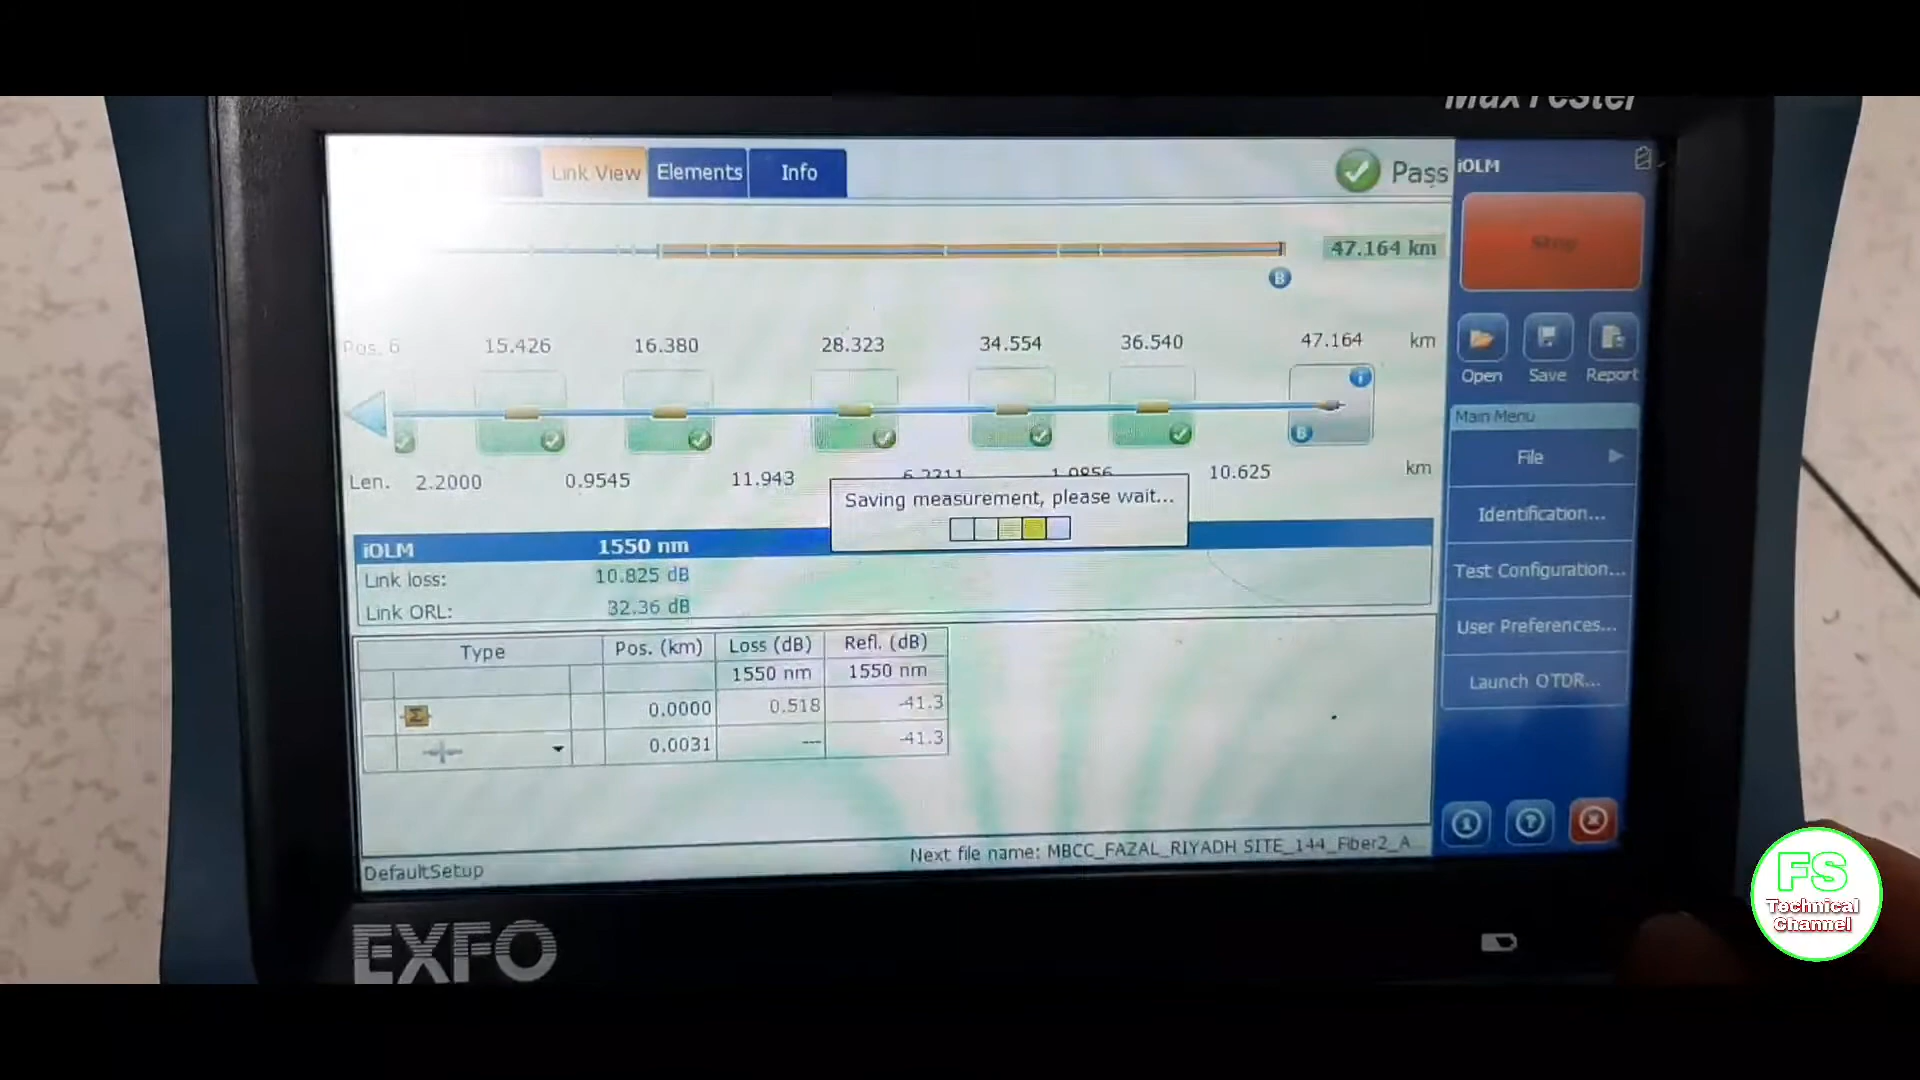 MaxTester
Link View
Elements
Info
Pass
iOLM
47.164 km
B
Stop
Pos. 6
15.426
16.380
28.323
34.554
36.540
47.164
km
Open
Save
Report
B
Main Menu
File
Len.
2.2000
0.9545
11.943
10.625
km
Saving measurement, please wait...
Identification...
iOLM
1550 nm
Link loss:
10.825 dB
Test Configuration...
Link ORL:
32.36 dB
User Preferences...
Type
Pos. (km)
Loss (dB)
Refl. (dB)
1550 nm
1550 nm
Launch OTDR...
Σ
0.0000
0.518
-41.3
0.0031
---
-41.3
Next file name: MBCC_FAZAL_RIYADH SITE_144_Fiber2_A...
DefaultSetup
EXFO
FS
Technical
Channel